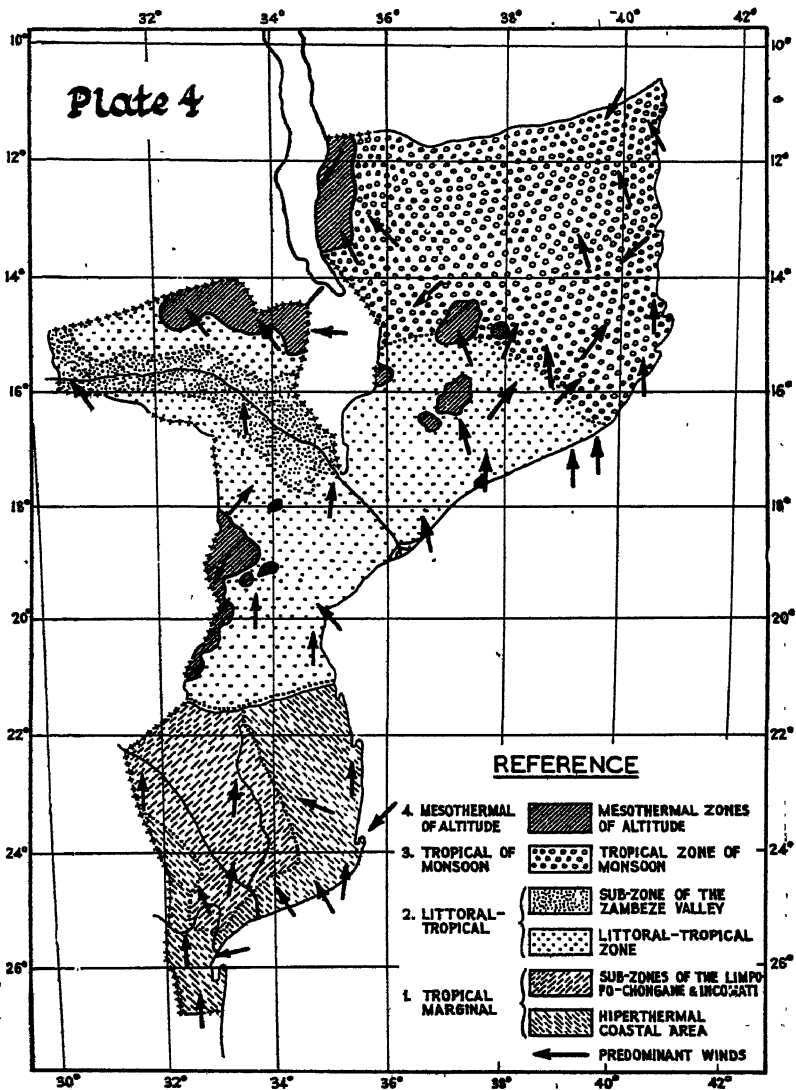 32° 34° 36° 38° 40° 42°
10° 10°
Plate 4
12° 12°
14° 14°
16° 16°
18° 18°
20° 20°
22° 22°
REFERENCE
4. MESOTHERMAL OF ALTITUDE
MESOTHERMAL ZONES OF ALTITUDE
3. TROPICAL OF MONSOON
TROPICAL ZONE OF MONSOON
24° 24°
2. LITTORAL-TROPICAL
SUB-ZONE OF THE ZAMBEZE VALLEY
LITTORAL-TROPICAL ZONE
26° 26°
1. TROPICAL MARGINAL
SUB-ZONES OF THE LIMPO-
PO-CHONGANE & INCOMATI
HIPERTHERMAL COASTAL AREA
PREDOMINANT WINDS
30° 32° 34° 36° 38° 40° 42°